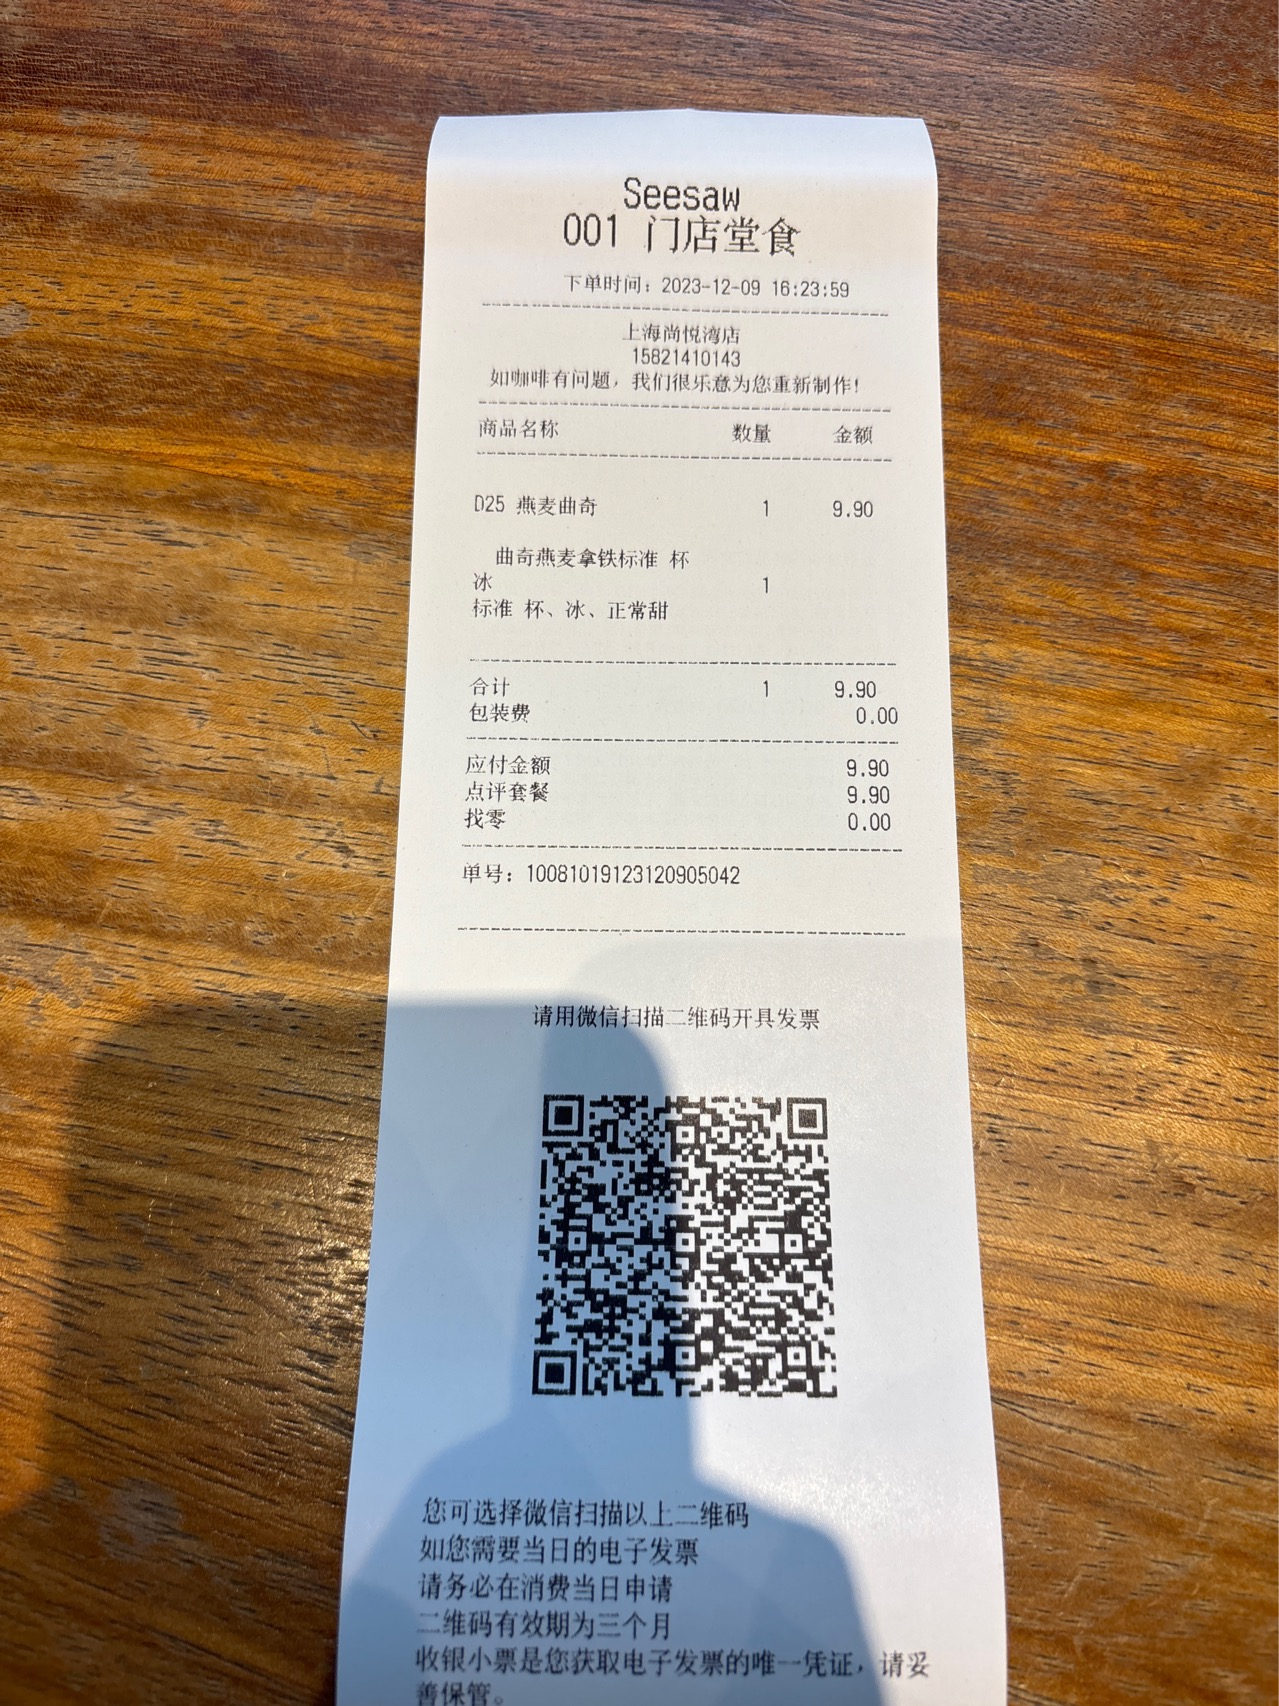 Seesaw
001 门店堂食
下单时间：2023-12-09 16:23:59
上海尚悦湾店
15821410143
如咖啡有问题，我们很乐意为您重新制作！
商品名称 数量 金额
D25 燕麦曲奇 1 9.90
曲奇燕麦拿铁标准 杯
冰 1
标准 杯、冰、正常甜
合计 1 9.90
包装费 0.00
应付金额 9.90
点评套餐 9.90
找零 0.00
单号：10081019123120905042
请用微信扫描二维码开具发票
您可选择微信扫描以上二维码
如您需要当日的电子发票
请务必在消费当日申请
二维码有效期为三个月
收银小票是您获取电子发票的唯一凭证，请妥
善保管。